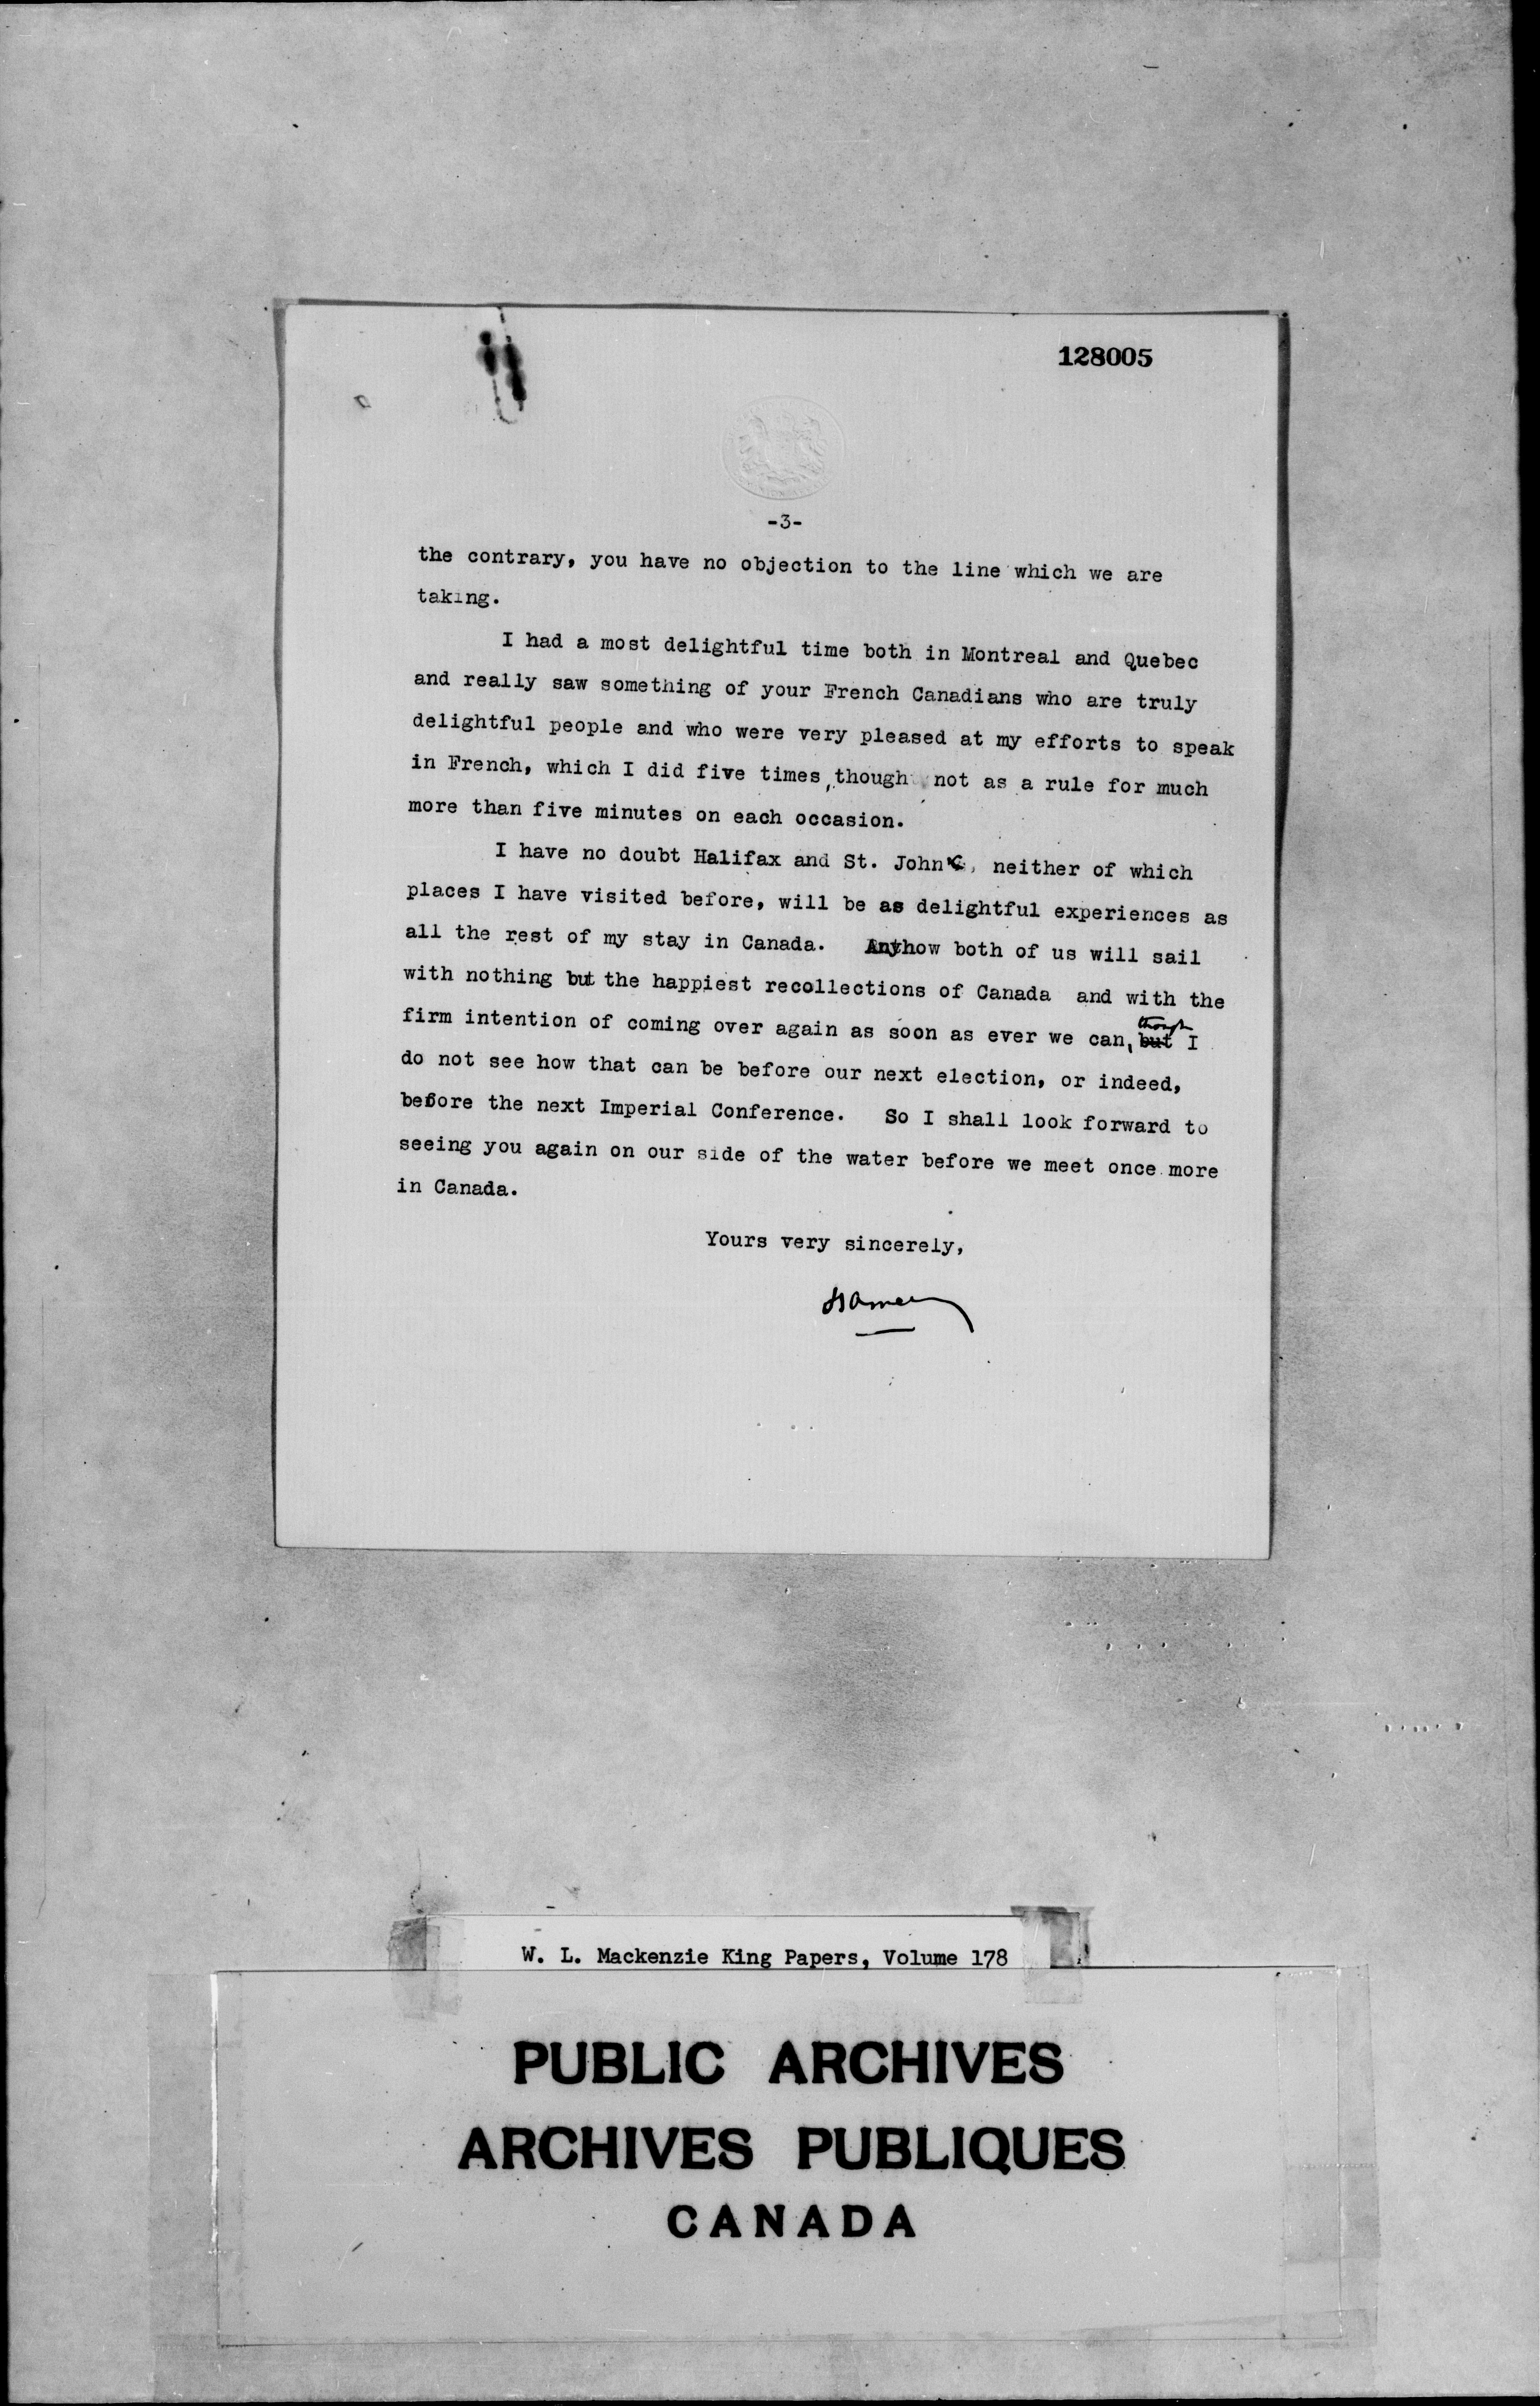 128005
-3-
the contrary, you have no objection to the line which we are
taking.
I had a most delightful time both in Montreal and Quebec
and really saw something of your French Canadians who are truly
delightful people and who were very pleased at my efforts to speak
in French, which I did five times, though not as a rule for much
more than five minutes on each occasion.
I have no doubt Halifax and St. John, neither of which
places I have visited before, will be as delightful experiences as
all the rest of my stay in Canada. Anyhow both of us will sail
with nothing but the happiest recollections of Canada and with the
though
firm intention of coming over again as soon as ever we can, but I
do not see how that can be before our next election, or indeed,
before the next Imperial Conference. So I shall look forward to
seeing you again on our side of the water before we meet once more
in Canada.
Yours very sincerely,
LSAmery
W. L. Mackenzie King Papers, Volume 178
PUBLIC ARCHIVES
ARCHIVES PUBLIQUES
CANADA